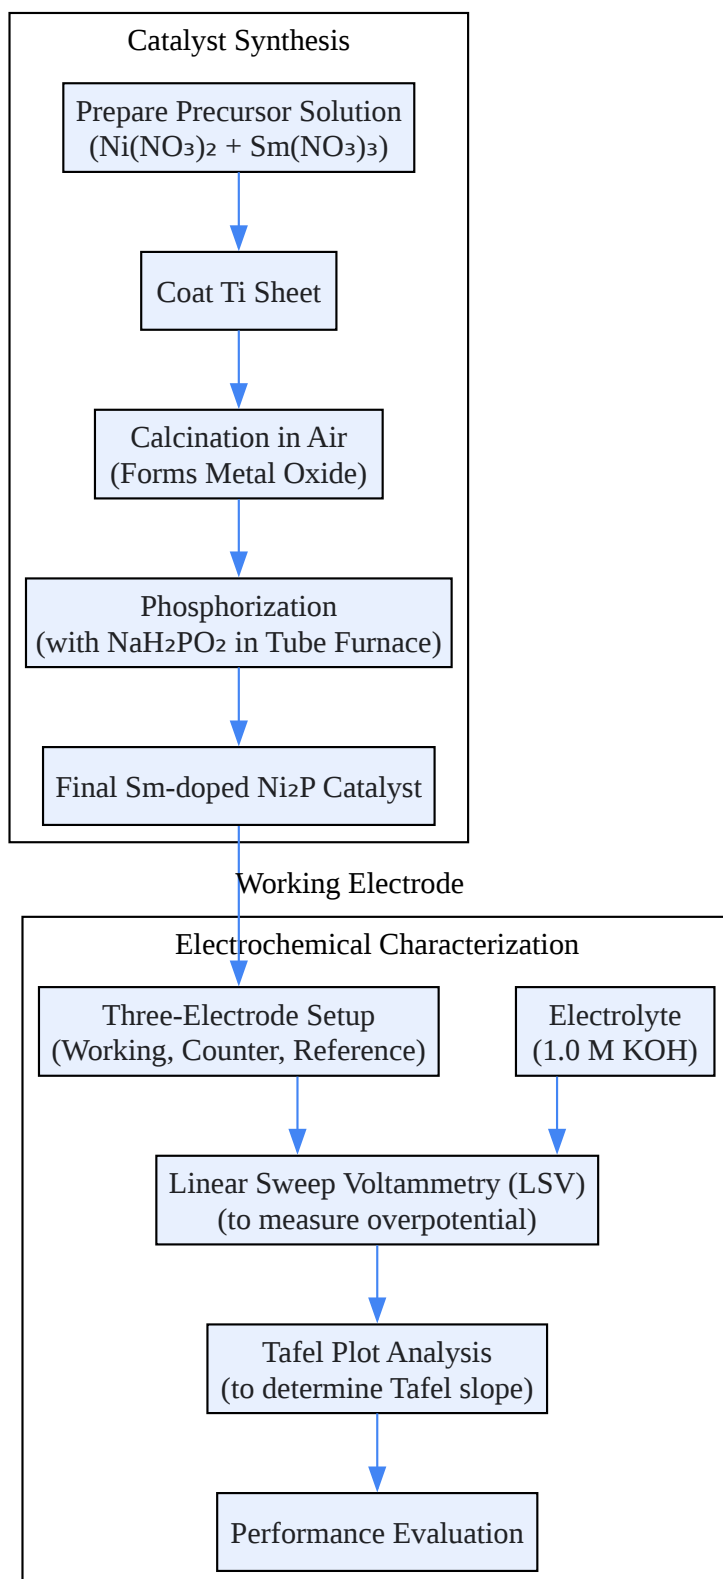 Catalyst Synthesis
Prepare Precursor Solution
(Ni(NO₃)₂ + Sm(NO₃)₃)
Coat Ti Sheet
Calcination in Air
(Forms Metal Oxide)
Phosphorization
(with NaH₂PO₂ in Tube Furnace)
Final Sm-doped Ni₂P Catalyst
Working Electrode
Electrochemical Characterization
Three-Electrode Setup
(Working, Counter, Reference)
Electrolyte
(1.0 M KOH)
Linear Sweep Voltammetry (LSV)
(to measure overpotential)
Tafel Plot Analysis
(to determine Tafel slope)
Performance Evaluation